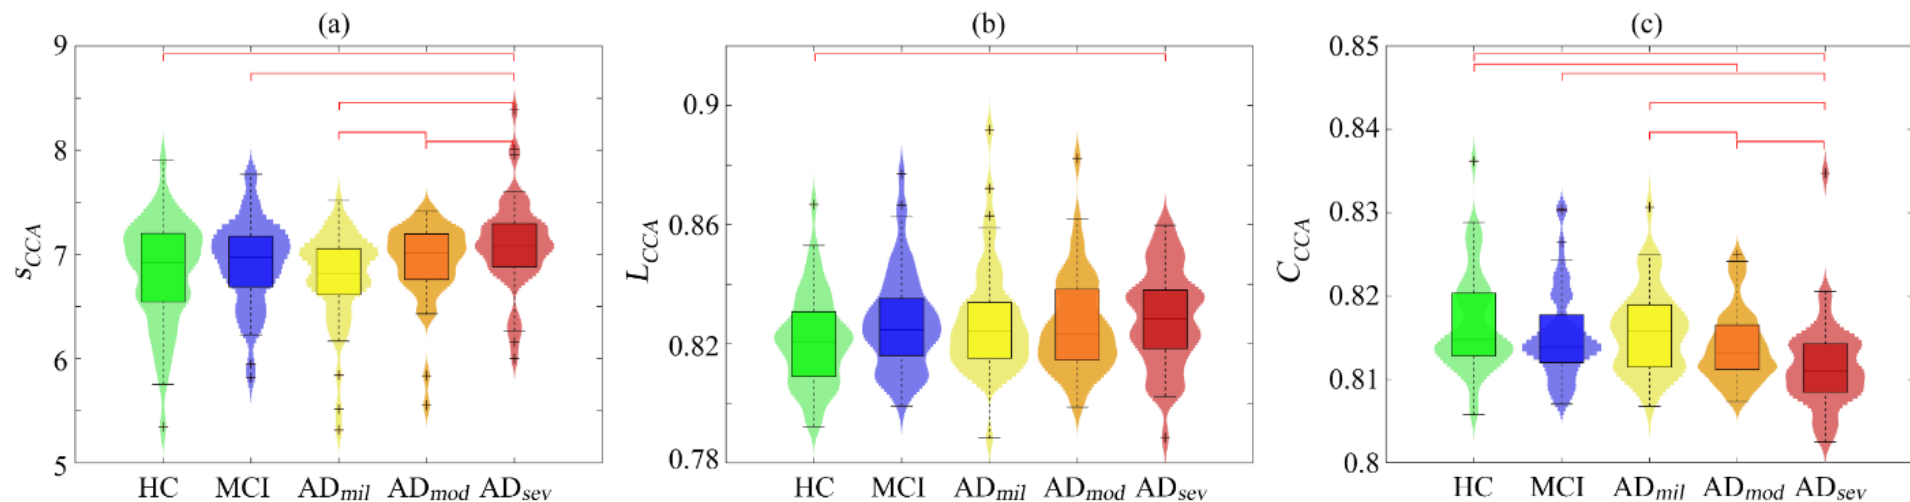 (a)
9
8
7
6
5
s_CCA
HC MCI AD_mil AD_mod AD_sev
(b)
0.9
0.86
0.82
0.78
L_CCA
HC MCI AD_mil AD_mod AD_sev
(c)
0.85
0.84
0.83
0.82
0.81
0.8
C_CCA
HC MCI AD_mil AD_mod AD_sev